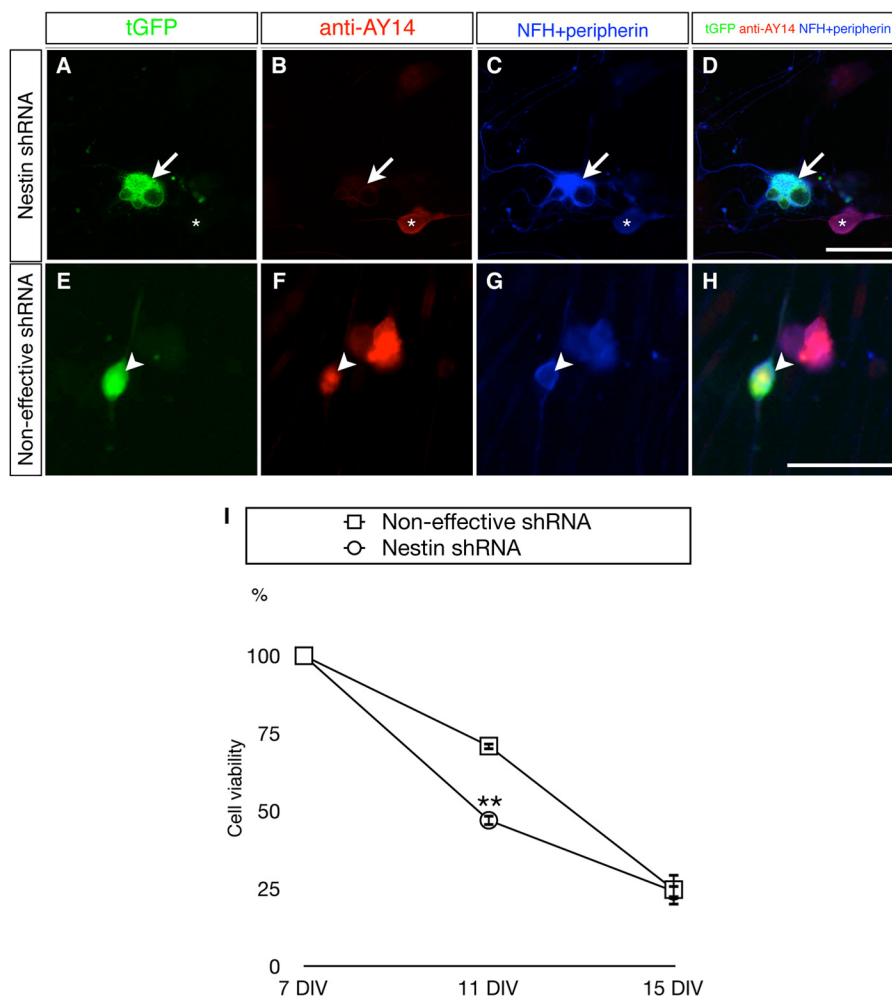 tGFP anti-AY14 NFH+peripherin tGFP anti-AY14 NFH+peripherin
Nestin shRNA
A B C D
* * * *
Non-effective shRNA
E F G H
I
Non-effective shRNA
Nestin shRNA
%
100
75
50
25
0
Cell viability
**
7 DIV 11 DIV 15 DIV